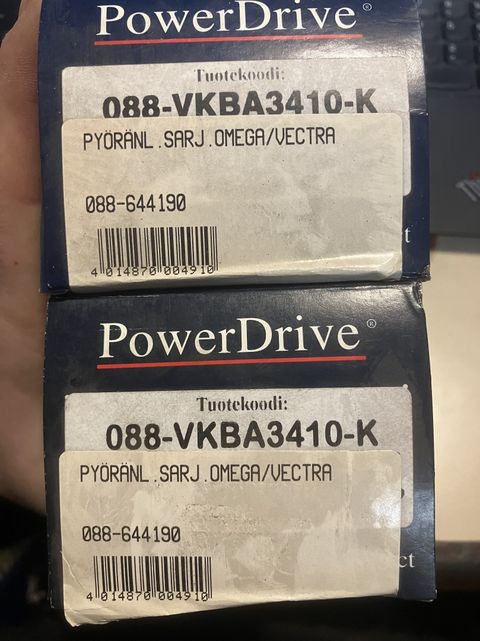 PowerDrive®
Tuotekoodi:
088-VKBA3410-K
PYÖRÄNL.SARJ.OMEGA/VECTRA
088-644190
4 014870 004910
PowerDrive®
Tuotekoodi:
088-VKBA3410-K
PYÖRÄNL.SARJ.OMEGA/VECTRA
088-644190
4 014870 004910